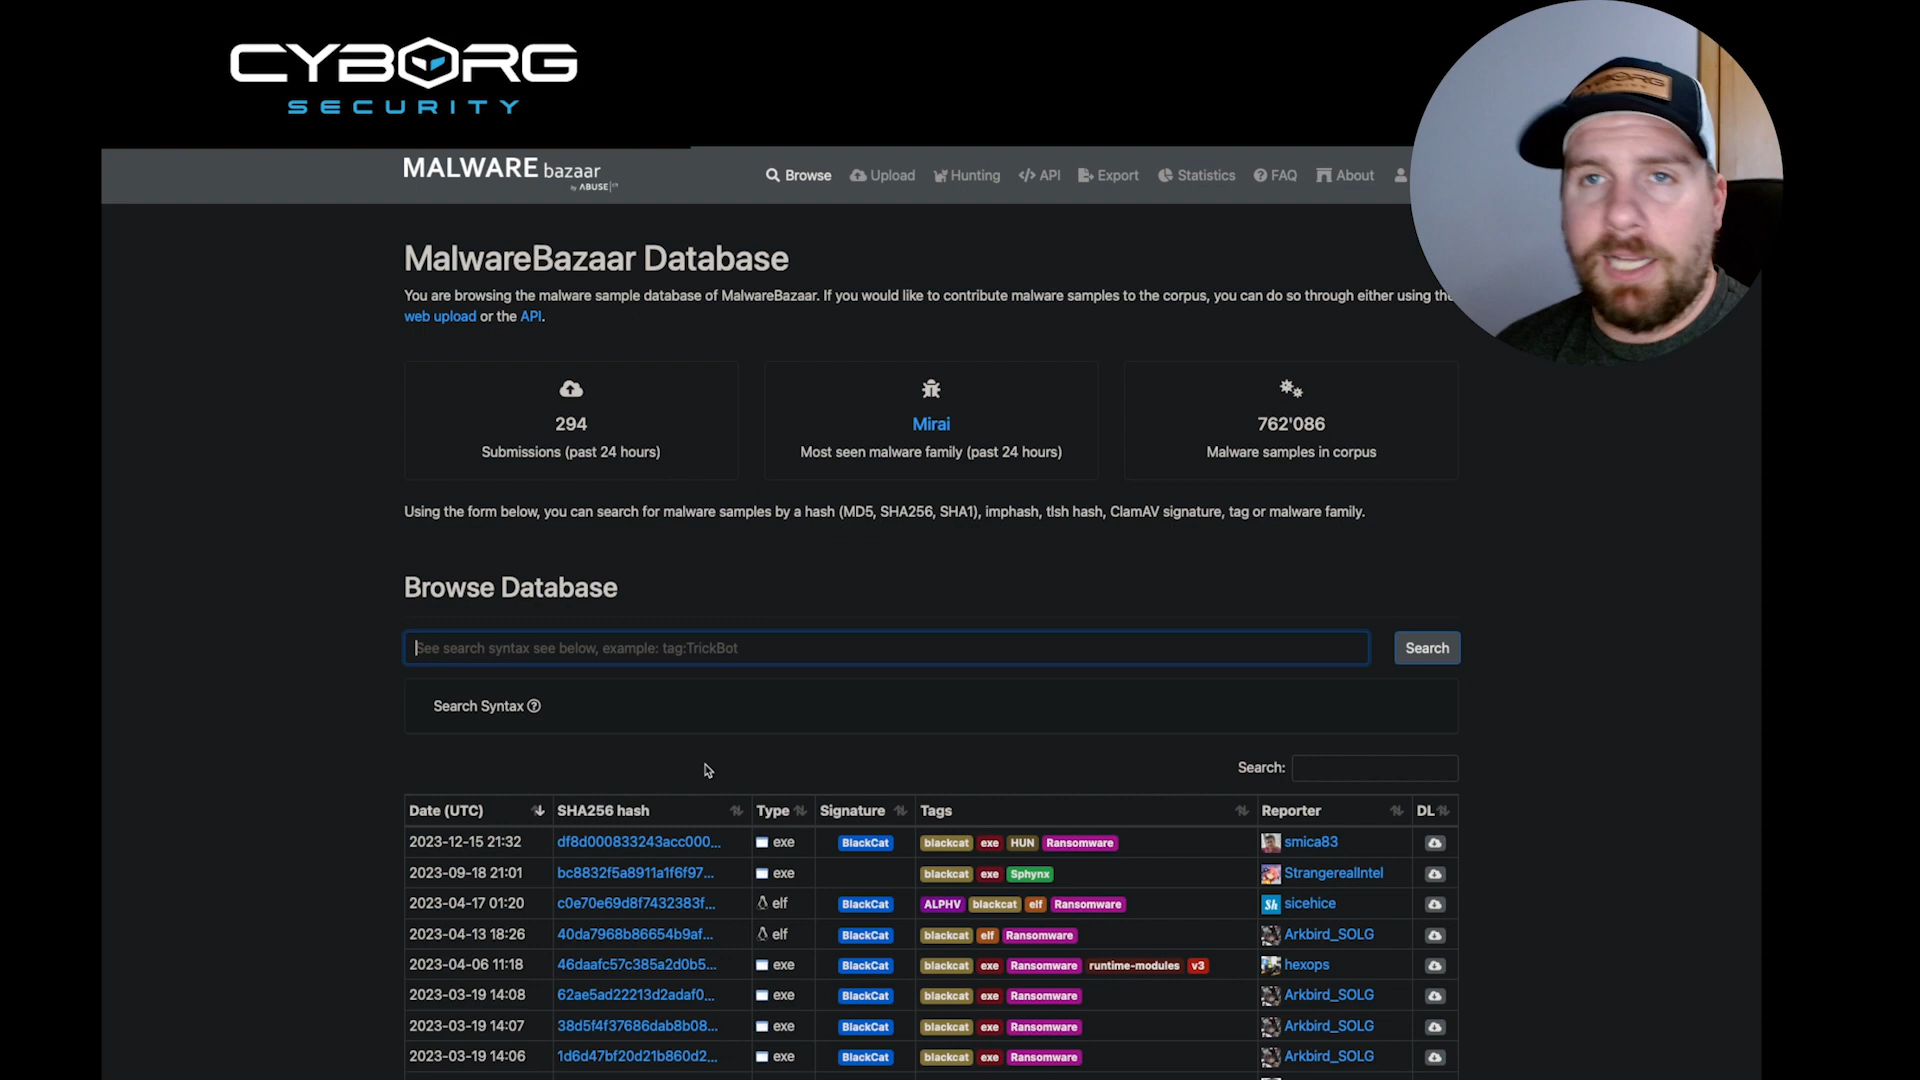 CYBORG
SECURITY
CYBORG
MALWARE bazaar
by ABUSE|ch
Browse Upload Hunting API Export Statistics FAQ About
MalwareBazaar Database
You are browsing the malware sample database of MalwareBazaar. If you would like to contribute malware samples to the corpus, you can do so through either using the
web upload or the API.
294
Submissions (past 24 hours)
Mirai
Most seen malware family (past 24 hours)
762'086
Malware samples in corpus
Using the form below, you can search for malware samples by a hash (MD5, SHA256, SHA1), imphash, tlsh hash, ClamAV signature, tag or malware family.
Browse Database
See search syntax see below, example: tag:TrickBot
Search
Search Syntax
Search:
Date (UTC) SHA256 hash Type Signature Tags Reporter DL
2023-12-15 21:32 df8d000833243acc000... exe BlackCat blackcat exe HUN Ransomware smica83
2023-09-18 21:01 bc8832f5a8911a1f6f97... exe blackcat exe Sphynx StrangerealIntel
2023-04-17 01:20 c0e70e69d8f7432383f... elf BlackCat ALPHV blackcat elf Ransomware Sh sicehice
2023-04-13 18:26 40da7968b86654b9af... elf BlackCat blackcat elf Ransomware Arkbird_SOLG
2023-04-06 11:18 46daafc57c385a2d0b5... exe BlackCat blackcat exe Ransomware runtime-modules v3 hexops
2023-03-19 14:08 62ae5ad22213d2adaf0... exe BlackCat blackcat exe Ransomware Arkbird_SOLG
2023-03-19 14:07 38d5f4f37686dab8b08... exe BlackCat blackcat exe Ransomware Arkbird_SOLG
2023-03-19 14:06 1d6d47bf20d21b860d2... exe BlackCat blackcat exe Ransomware Arkbird_SOLG